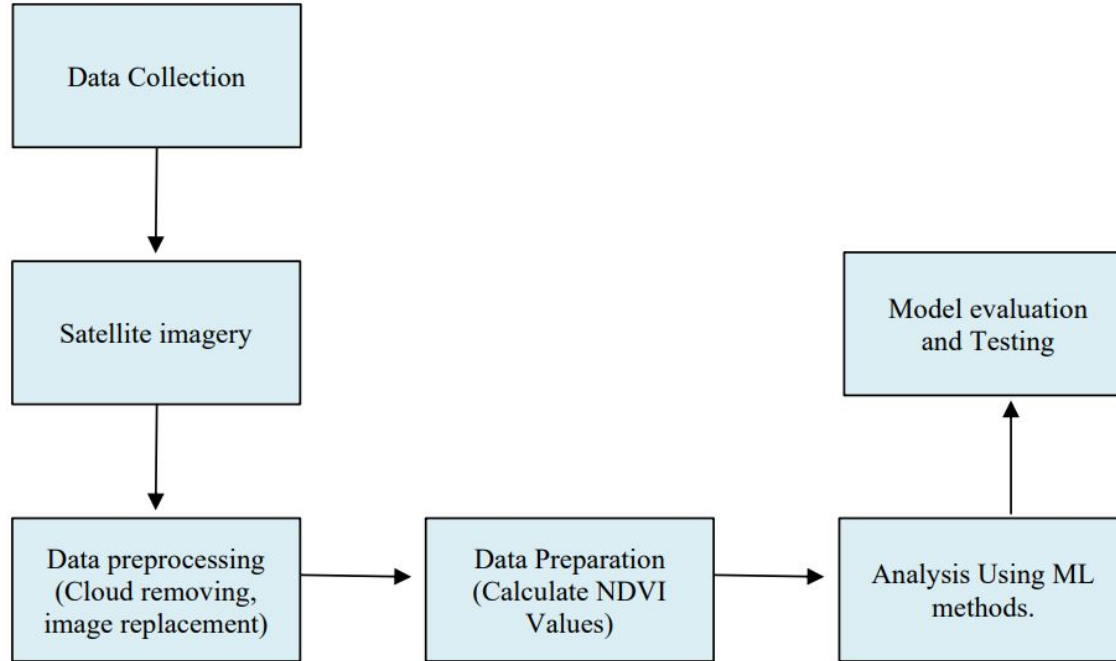 Data Collection
Satellite imagery
Data preprocessing
(Cloud removing,
image replacement)
Data Preparation
(Calculate NDVI
Values)
Analysis Using ML
methods.
Model evaluation
and Testing